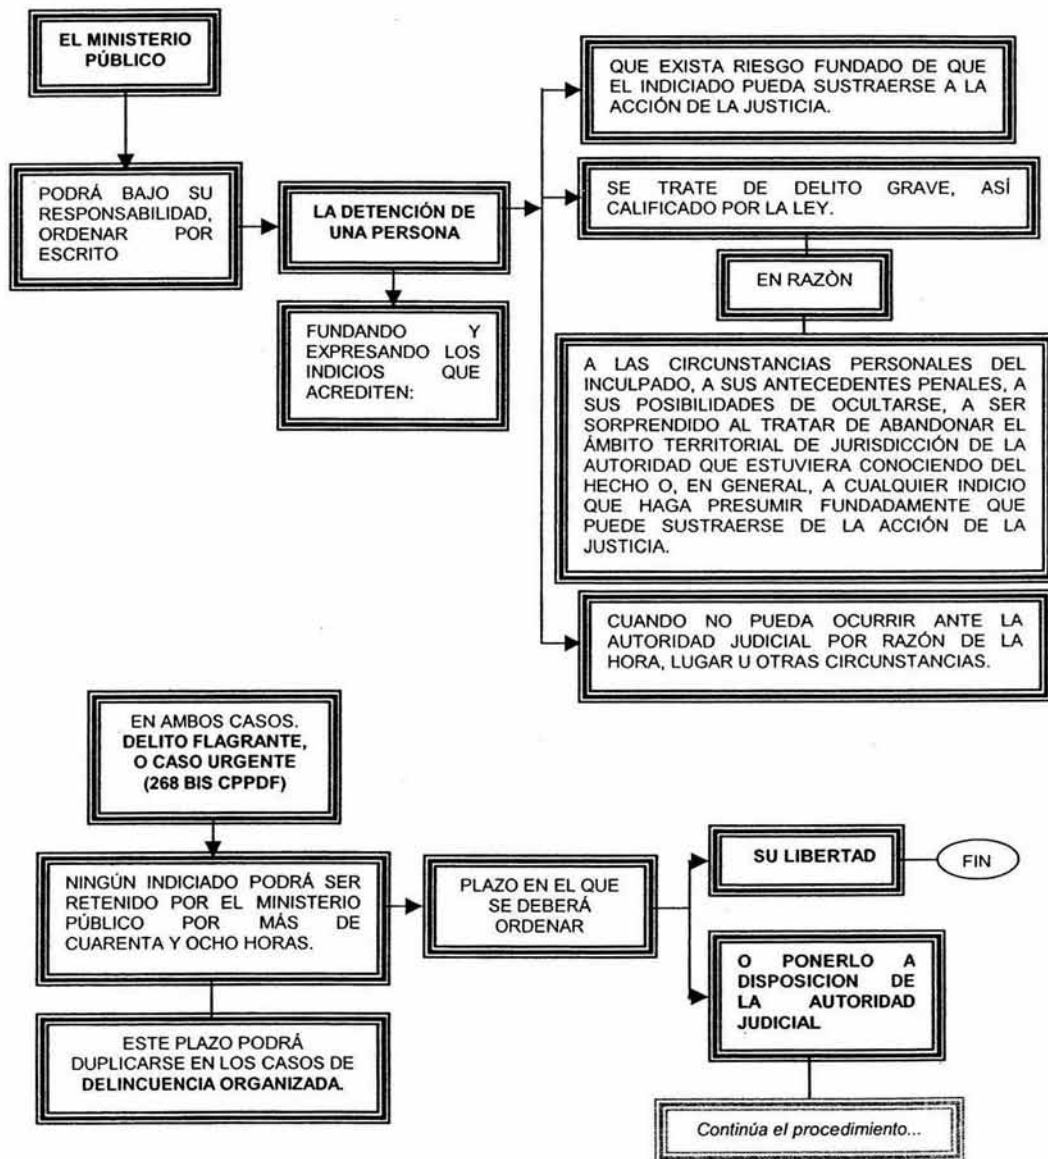 EL MINISTERIO
PÚBLICO
PODRÁ BAJO SU
RESPONSABILIDAD,
ORDENAR POR
ESCRITO
LA DETENCIÓN DE
UNA PERSONA
FUNDANDO Y
EXPRESANDO LOS
INDICIOS QUE
ACREDITEN:
QUE EXISTA RIESGO FUNDADO DE QUE
EL INDICIADO PUEDA SUSTRAERSE A LA
ACCIÓN DE LA JUSTICIA.
SE TRATE DE DELITO GRAVE, ASÍ
CALIFICADO POR LA LEY.
EN RAZÒN
A LAS CIRCUNSTANCIAS PERSONALES DEL
INCULPADO, A SUS ANTECEDENTES PENALES, A
SUS POSIBILIDADES DE OCULTARSE, A SER
SORPRENDIDO AL TRATAR DE ABANDONAR EL
ÁMBITO TERRITORIAL DE JURISDICCIÓN DE LA
AUTORIDAD QUE ESTUVIERA CONOCIENDO DEL
HECHO O, EN GENERAL, A CUALQUIER INDICIO
QUE HAGA PRESUMIR FUNDADAMENTE QUE
PUEDE SUSTRAERSE DE LA ACCIÓN DE LA
JUSTICIA.
CUANDO NO PUEDA OCURRIR ANTE LA
AUTORIDAD JUDICIAL POR RAZÓN DE LA
HORA, LUGAR U OTRAS CIRCUNSTANCIAS.
EN AMBOS CASOS.
DELITO FLAGRANTE,
O CASO URGENTE
(268 BIS CPPDF)
NINGÚN INDICIADO PODRÁ SER
RETENIDO POR EL MINISTERIO
PÚBLICO POR MÁS DE
CUARENTA Y OCHO HORAS.
ESTE PLAZO PODRÁ
DUPLICARSE EN LOS CASOS DE
DELINCUENCIA ORGANIZADA.
PLAZO EN EL QUE
SE DEBERÁ
ORDENAR
SU LIBERTAD
FIN
O PONERLO A
DISPOSICION DE
LA AUTORIDAD
JUDICIAL
Continúa el procedimiento...